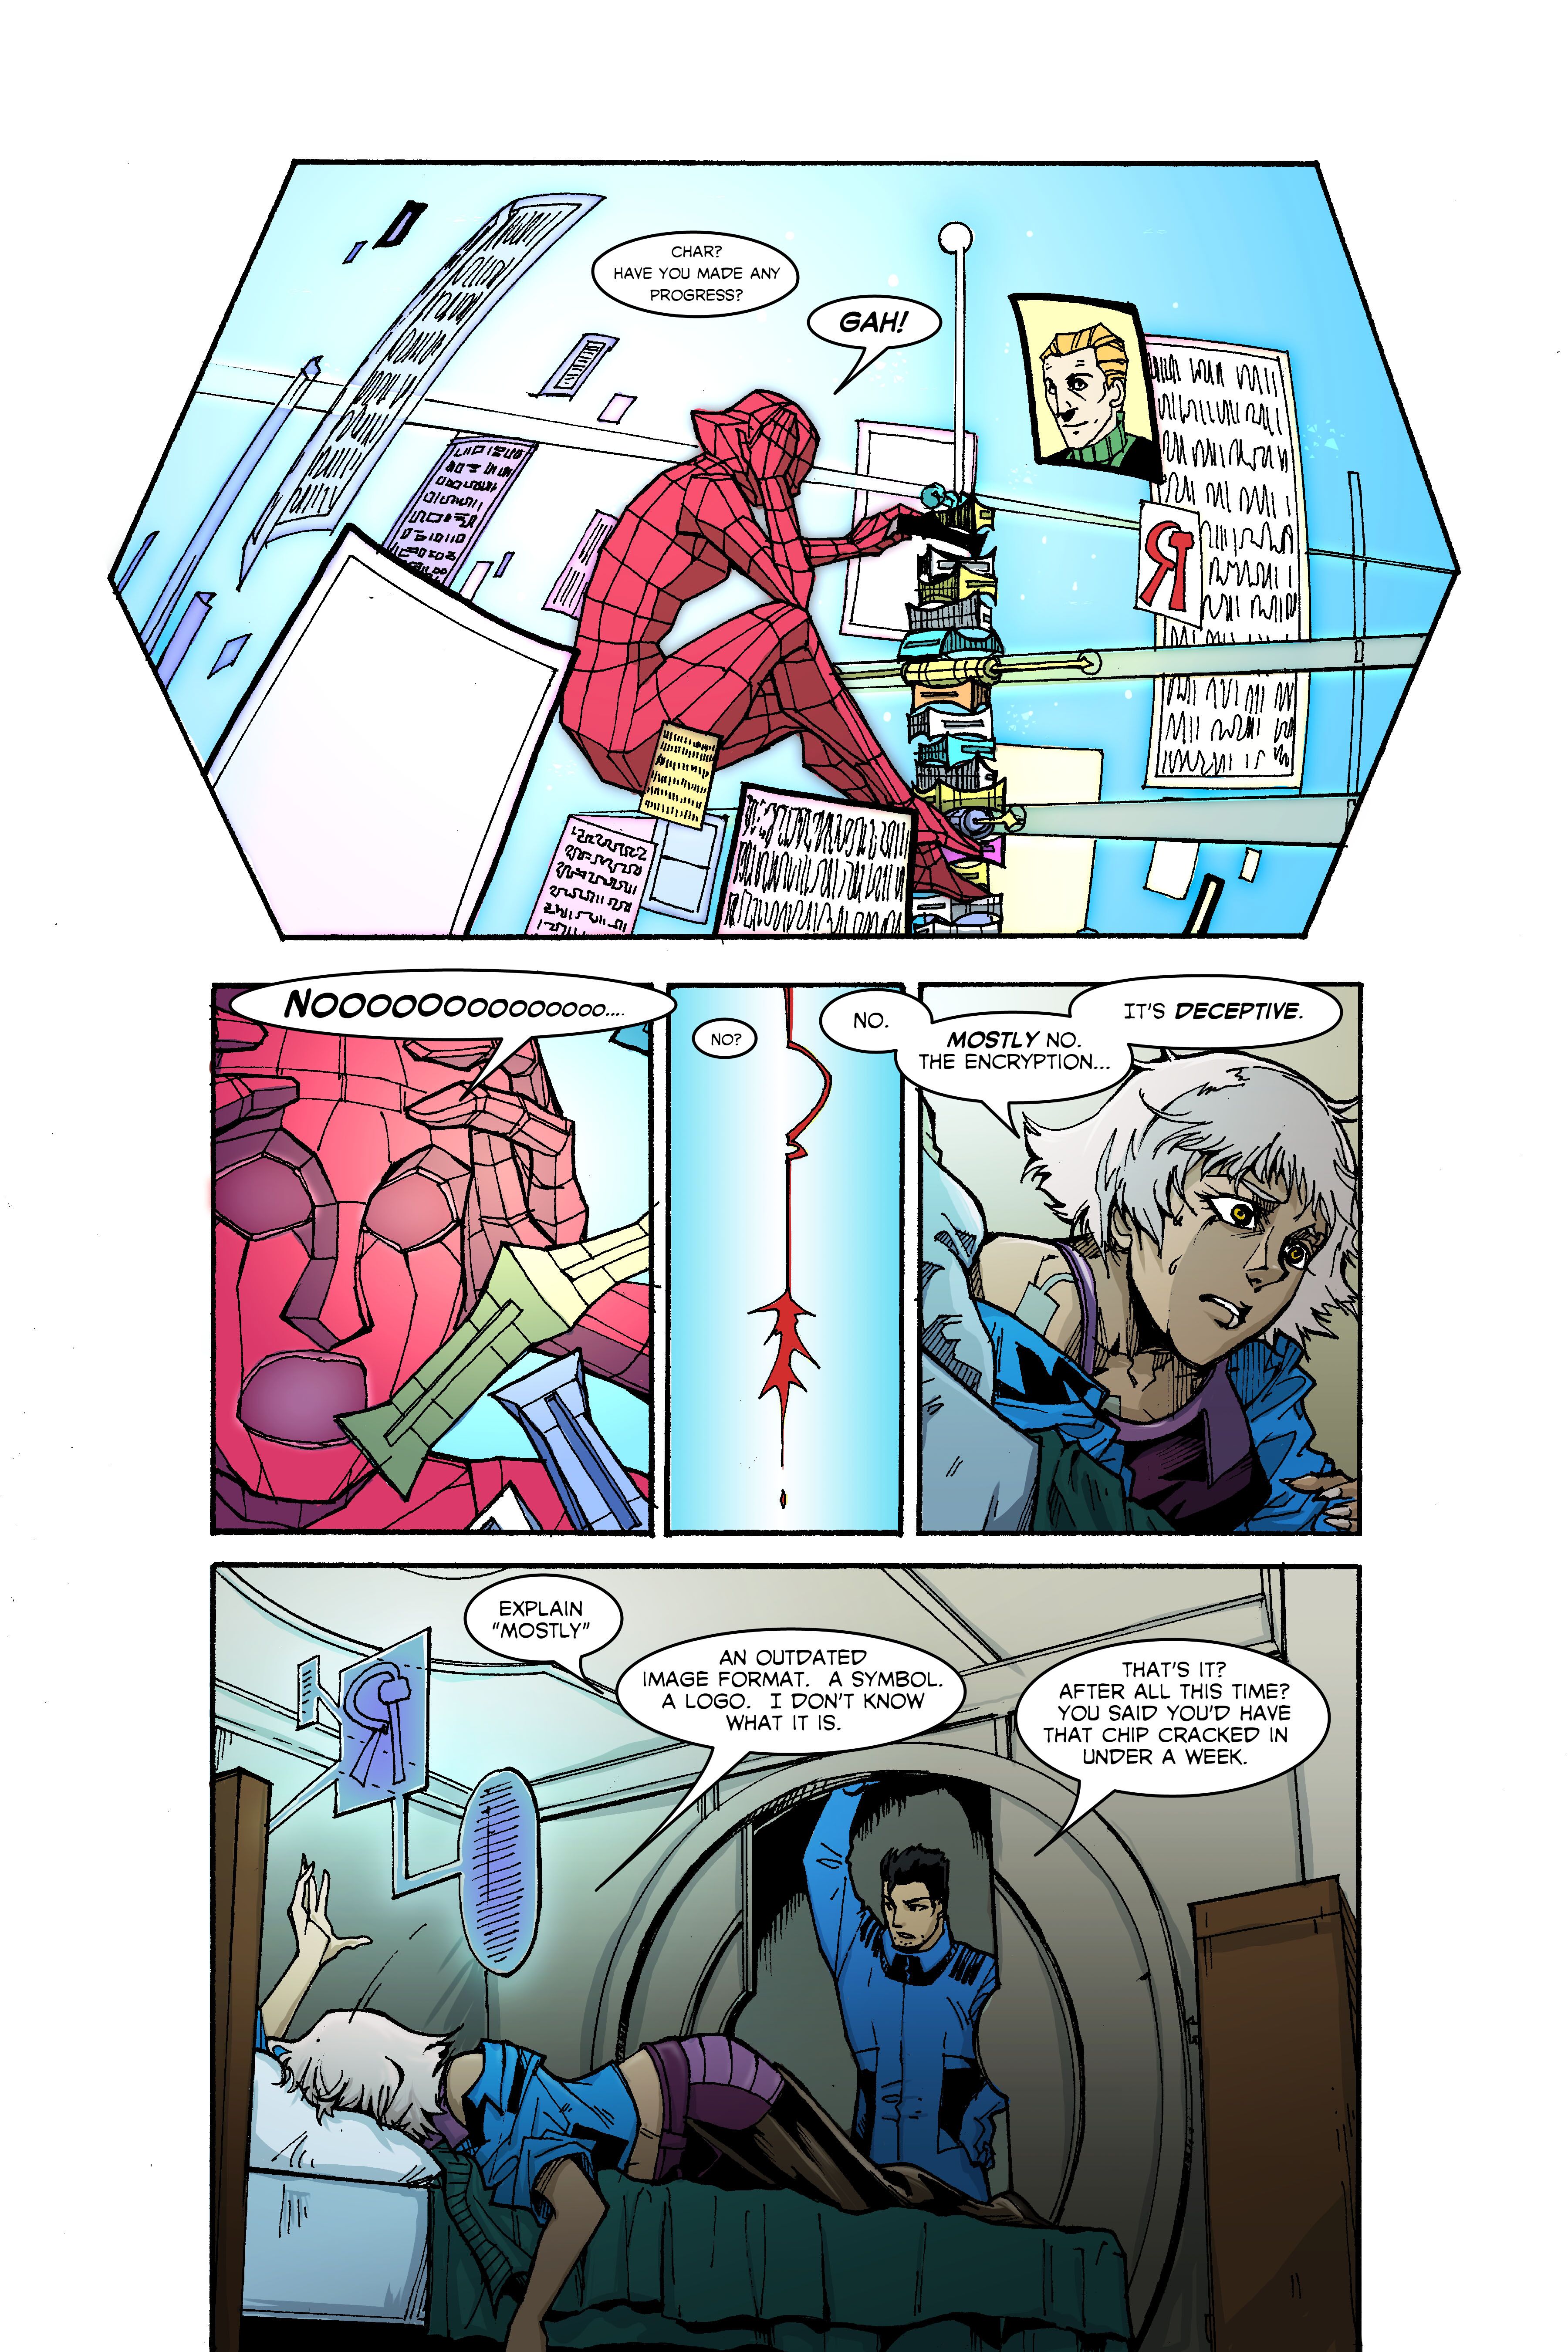 CHAR?
HAVE YOU MADE ANY
PROGRESS?
GAH!
NOOOOOOOOOOOOOOO....
NO?
NO.
MOSTLY NO.
THE ENCRYPTION...
IT'S DECEPTIVE.
EXPLAIN
"MOSTLY"
AN OUTDATED
IMAGE FORMAT. A SYMBOL.
A LOGO. I DON'T KNOW
WHAT IT IS.
THAT'S IT?
AFTER ALL THIS TIME?
YOU SAID YOU'D HAVE
THAT CHIP CRACKED IN
UNDER A WEEK.